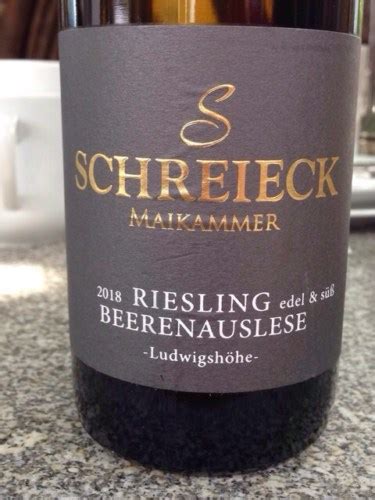 S
SCHREIECK
MAIKAMMER
2018 RIESLING edel & süß
BEERENAUSLESE
-Ludwigshöhe-